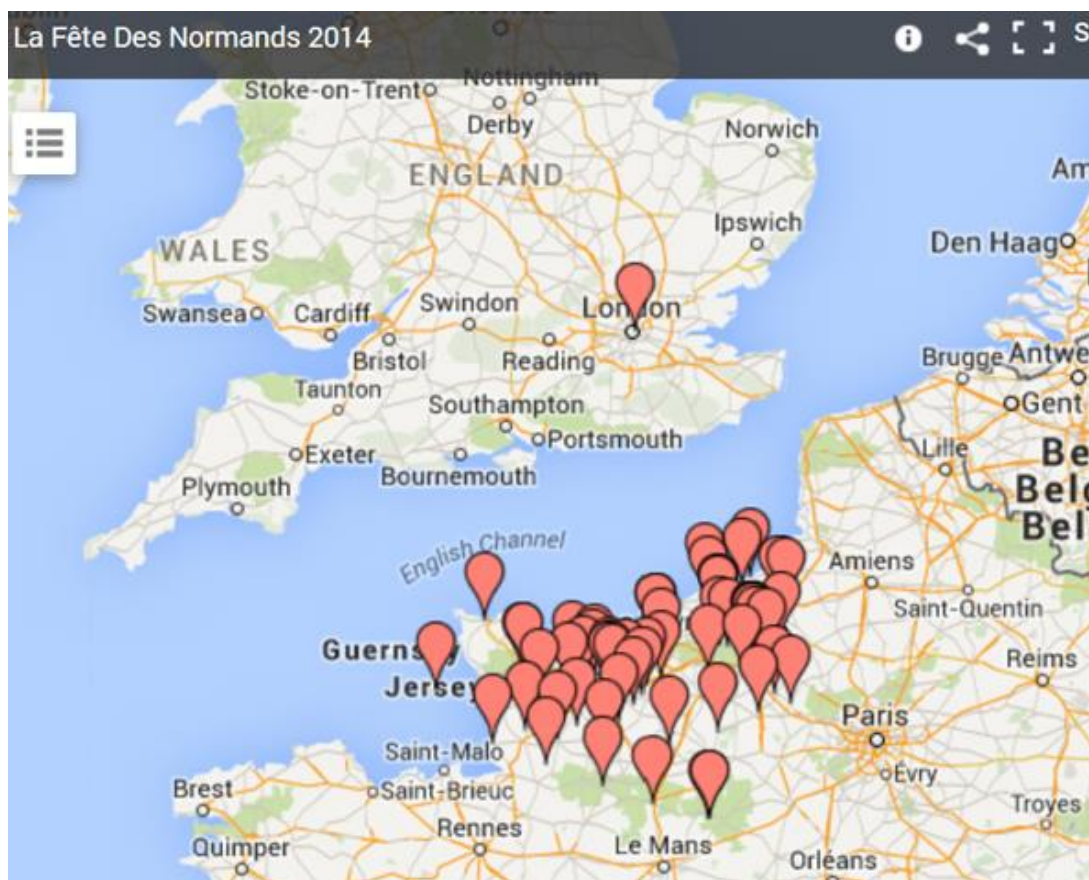 La Fête Des Normands 2014
S
Nottingham
Stoke-on-Trent
Derby
Norwich
ENGLAND
Ipswich
WALES
Den Haag
London
Swansea
Cardiff
Swindon
Bristol
Reading
Brugge
Taunton
Southampton
Gent
Portsmouth
Exeter
Lille
Bournemouth
Plymouth
English Channel
Amiens
Saint-Quentin
Guernsey
Reims
Jersey
Paris
Saint-Malo
Évry
Brest
Saint-Brieuc
Troyes
Rennes
Le Mans
Quimper
Orléans